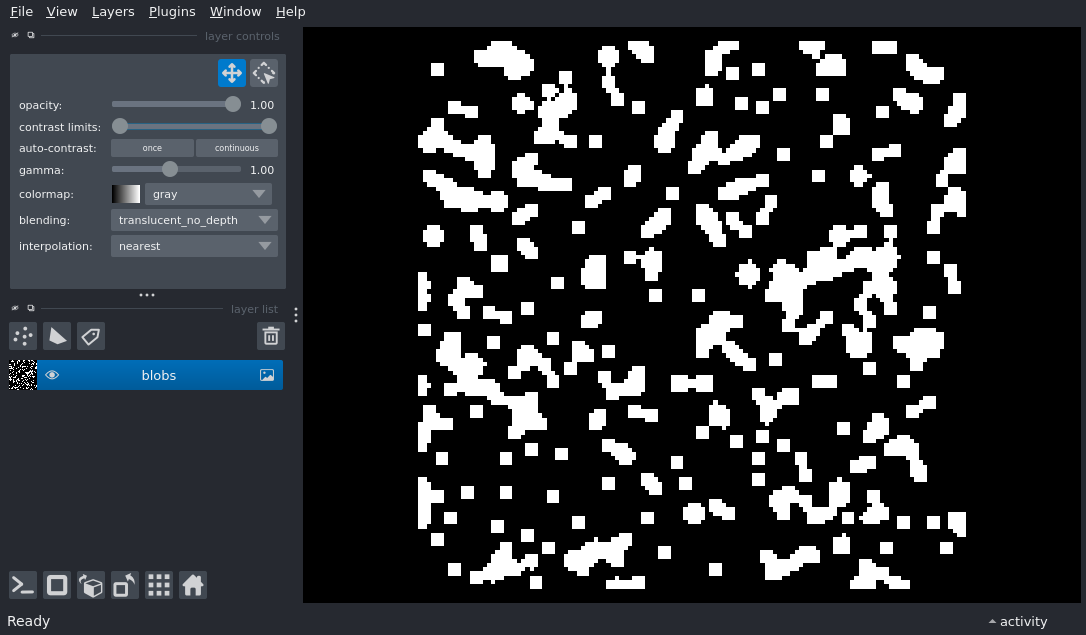 File View Layers Plugins Window Help
layer controls
opacity: 1.00
contrast limits:
auto-contrast: once continuous
gamma: 1.00
colormap: gray
blending: translucent_no_depth
interpolation: nearest
layer list
blobs
Ready
activity